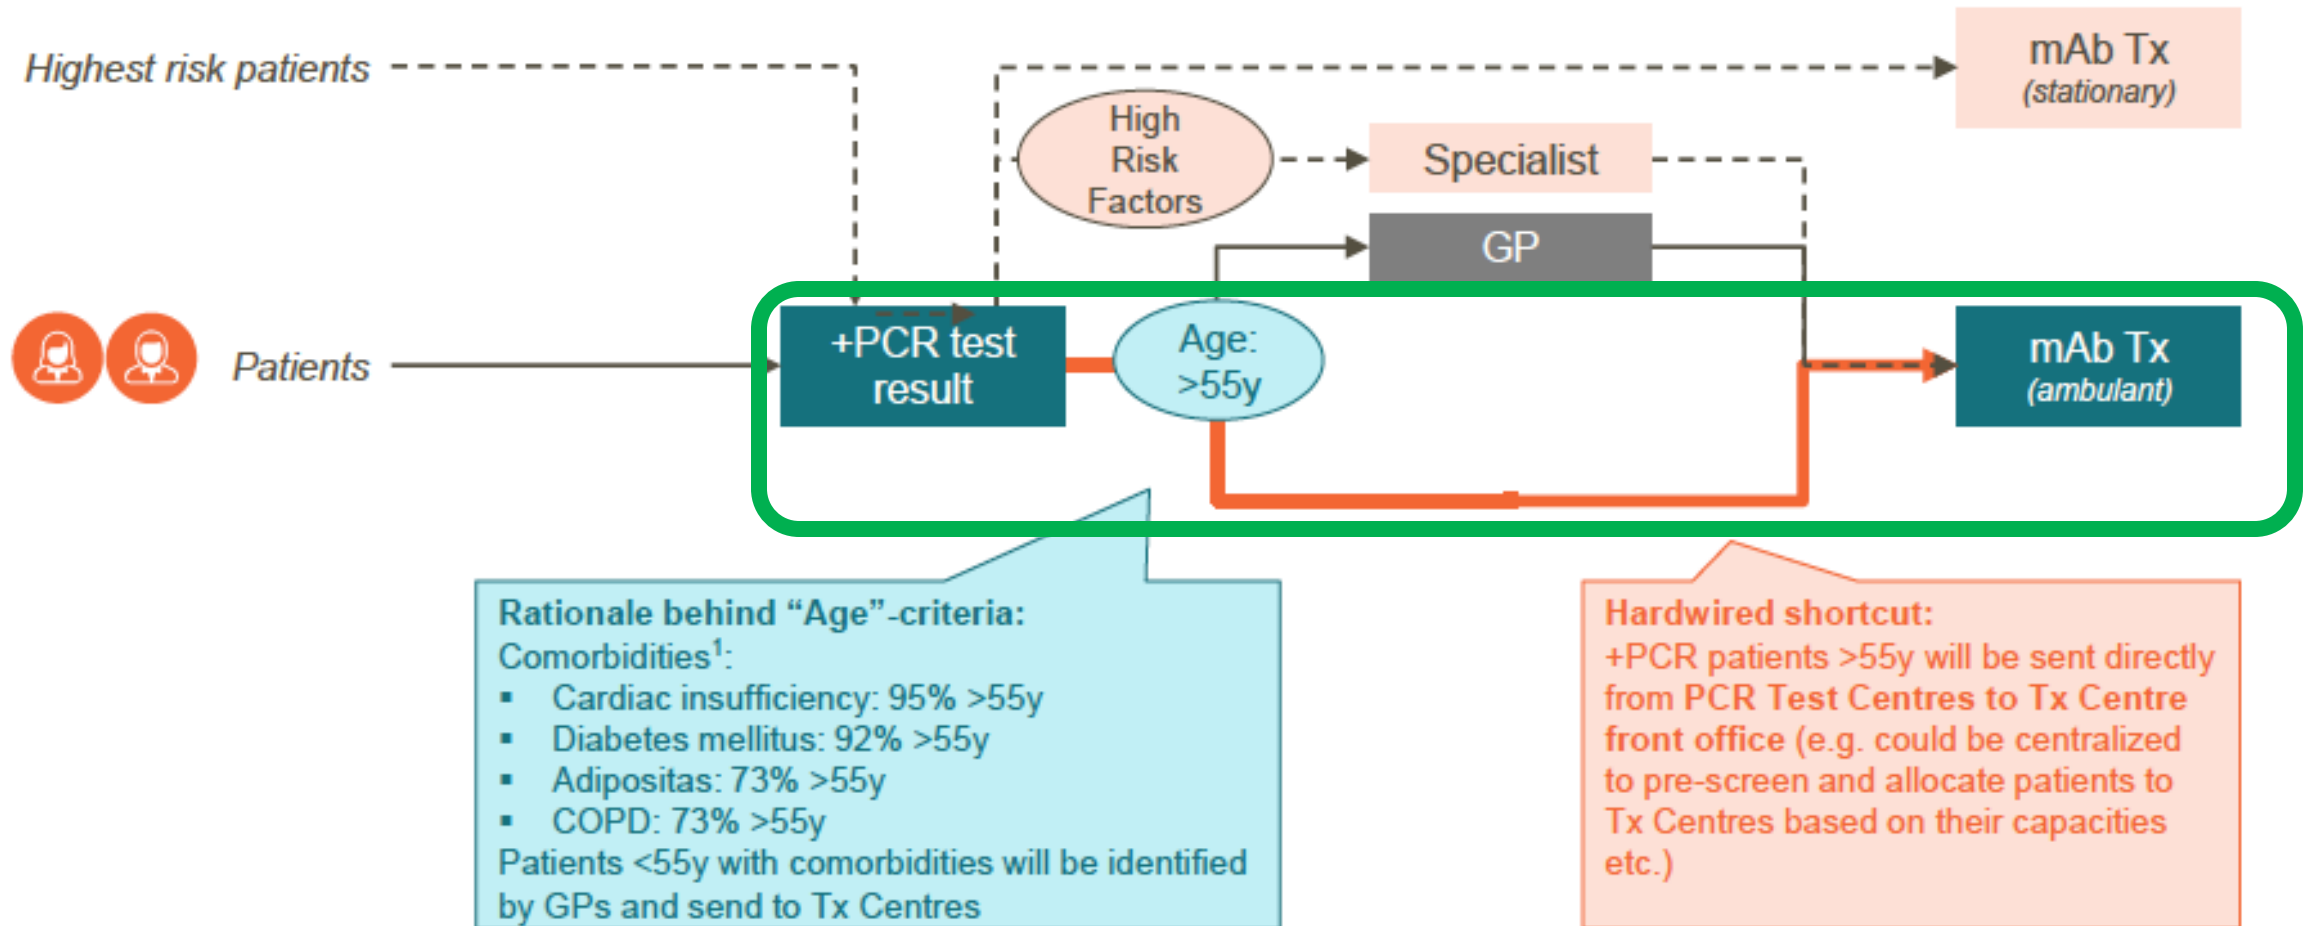 Highest risk patients
mAb Tx
(stationary)
High
Risk
Factors
Specialist
GP
Patients
+PCR test
result
Age:
>55y
mAb Tx
(ambulant)
Rationale behind “Age”-criteria:
Comorbidities¹:
▪ Cardiac insufficiency: 95% >55y
▪ Diabetes mellitus: 92% >55y
▪ Adipositas: 73% >55y
▪ COPD: 73% >55y
Patients <55y with comorbidities will be identified
by GPs and send to Tx Centres
Hardwired shortcut:
+PCR patients >55y will be sent directly
from PCR Test Centres to Tx Centre
front office (e.g. could be centralized
to pre-screen and allocate patients to
Tx Centres based on their capacities
etc.)